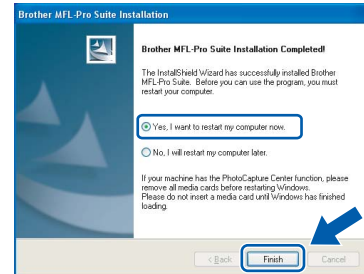 Brother MFL-Pro Suite Installation
Brother MFL-Pro Suite Installation Completed!
The InstallShield Wizard has successfully installed Brother
MFL-Pro Suite. Before you can use the program, you must
restart your computer.
Yes, I want to restart my computer now.
No, I will restart my computer later.
If your machine has the PhotoCapture Center function, please
remove all media cards before restarting Windows.
Please do not insert a media card until Windows has finished
loading.
< Back
Finish
Cancel